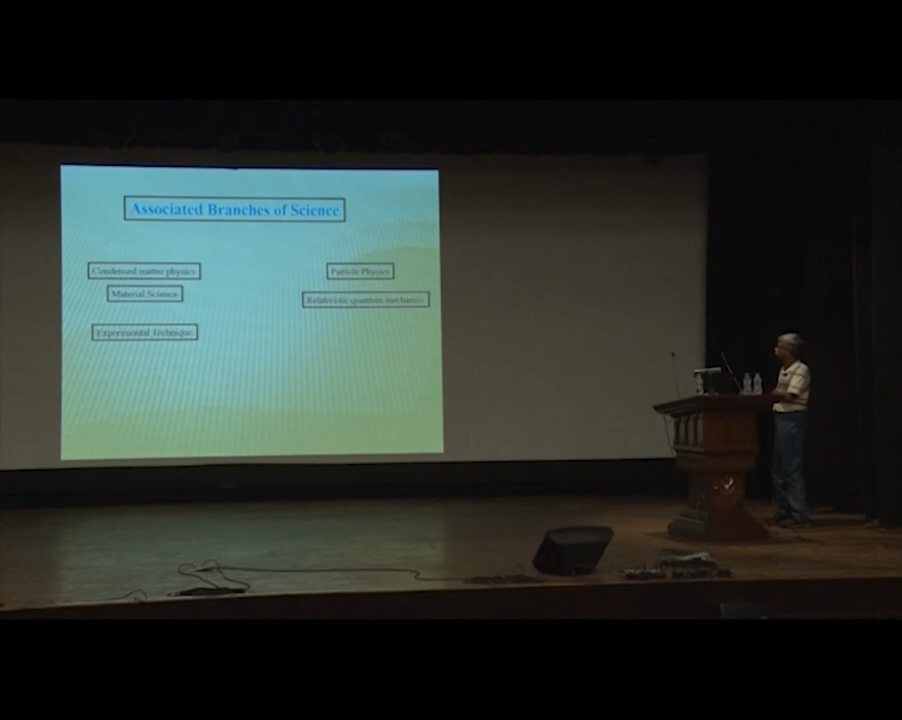 Associated Branches of Science
Condensed matter physics
Particle Physics
Material Science
Relativistic quantum mechanics
Experimental Technique